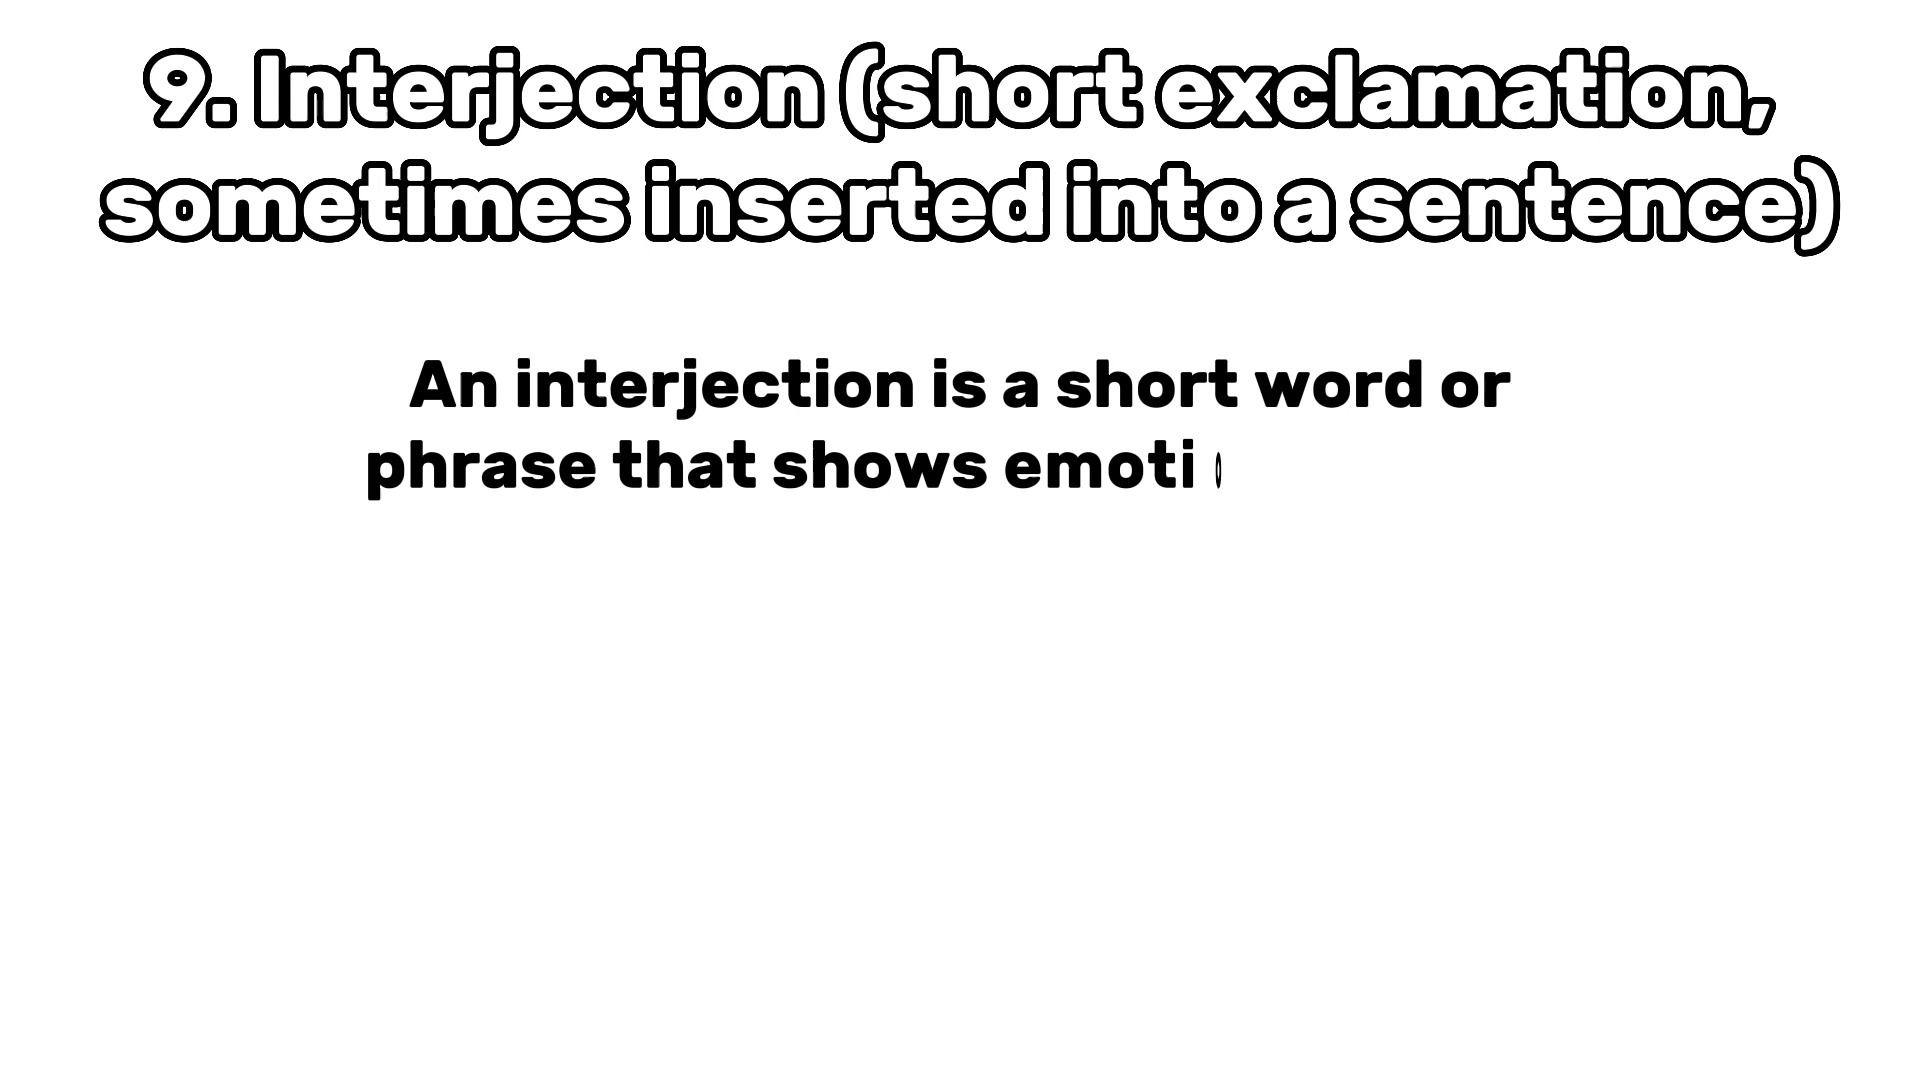 9. Interjection (short exclamation,
sometimes inserted into a sentence)
An interjection is a short word or
phrase that shows emoti